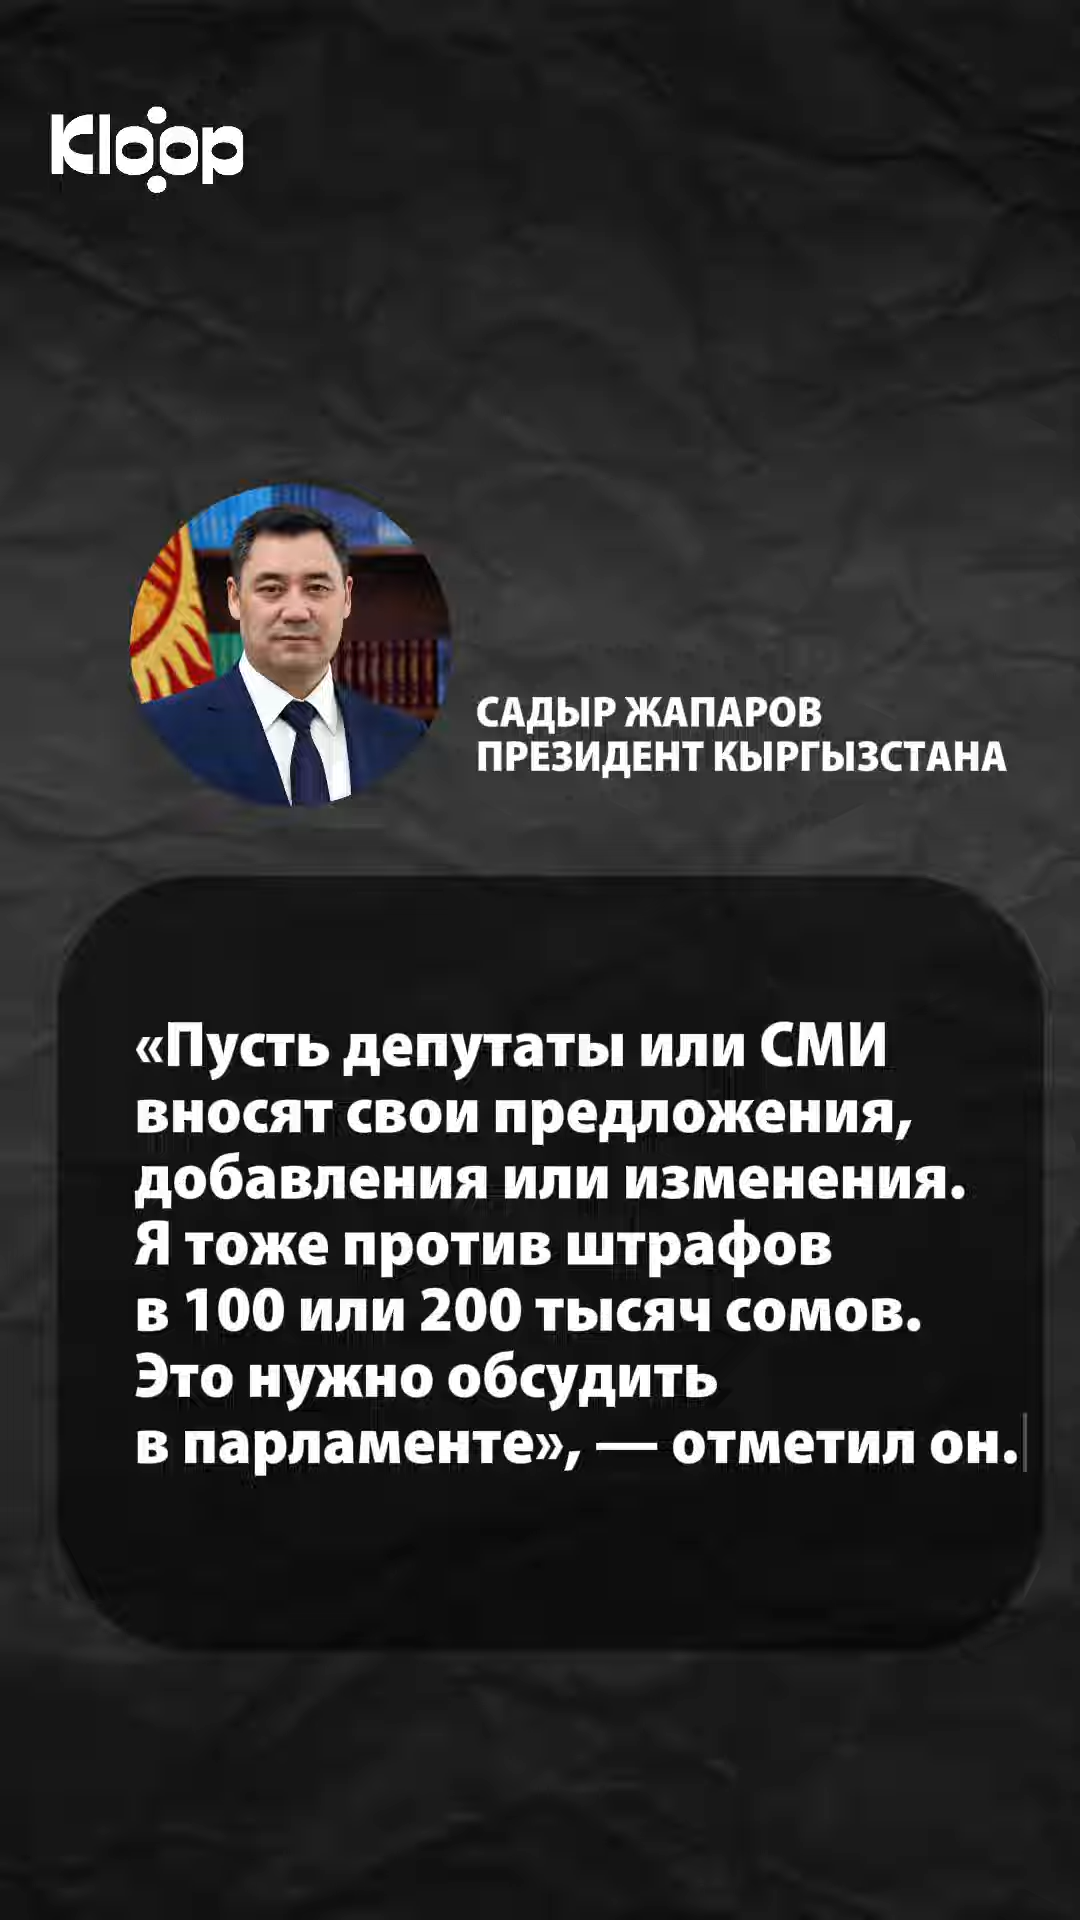 Kloop
САДЫР ЖАПАРОВ
ПРЕЗИДЕНТ КЫРГЫЗСТАНА
«Пусть депутаты или СМИ
вносят свои предложения,
добавления или изменения.
Я тоже против штрафов
в 100 или 200 тысяч сомов.
Это нужно обсудить
в парламенте», — отметил он.